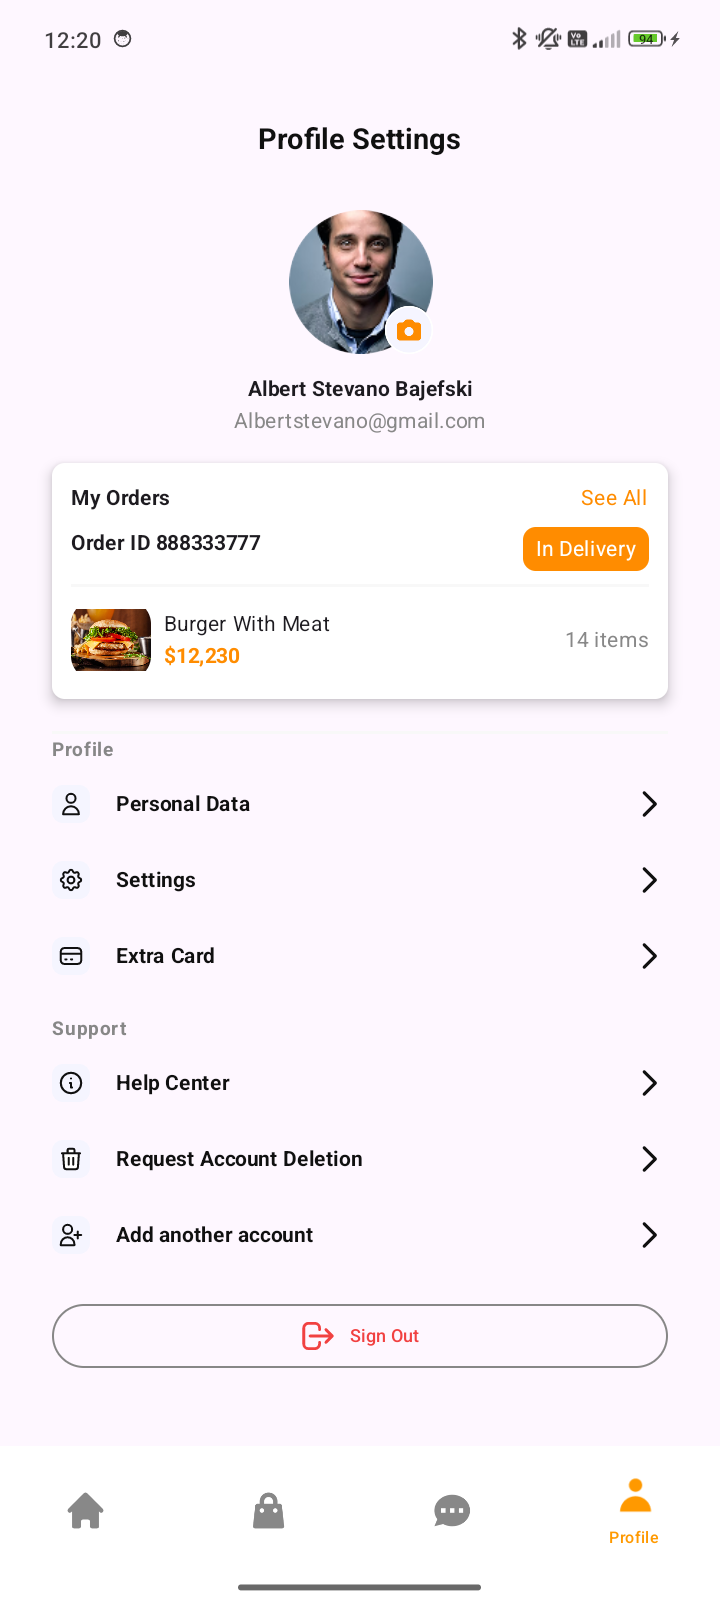 12:20
Vo LTE
94
Profile Settings
Albert Stevano Bajefski
Albertstevano@gmail.com
My Orders
See All
Order ID 888333777
In Delivery
Burger With Meat
$12,230
14 items
Profile
Personal Data
Settings
Extra Card
Support
Help Center
Request Account Deletion
Add another account
Sign Out
Profile